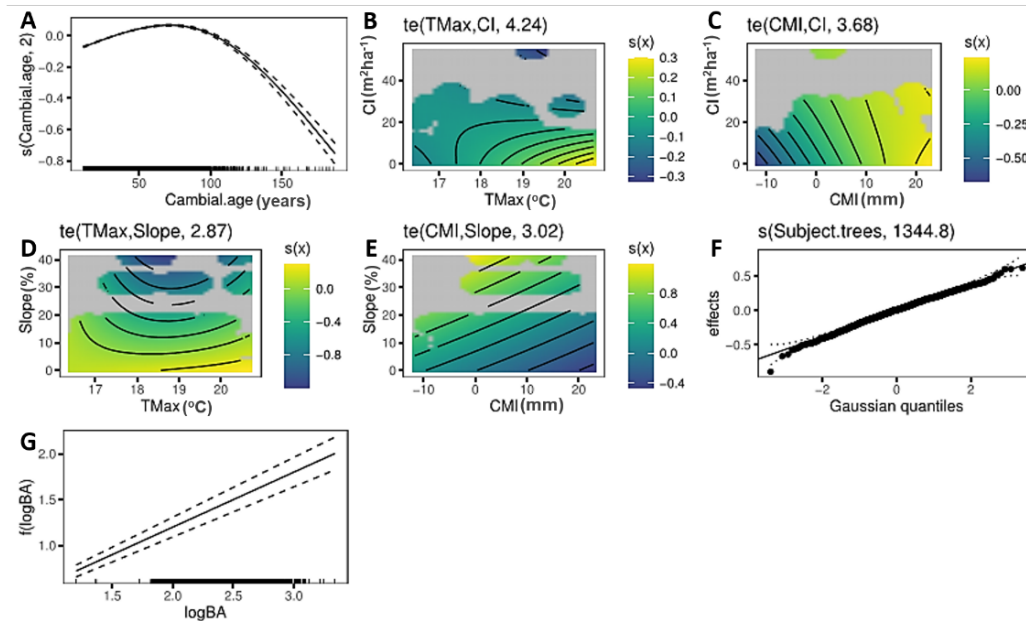 A
s(Cambial.age, 2)
0.0
−0.2
−0.4
−0.6
−0.8
50
100
150
Cambial.age (years)
B
te(TMax,CI, 4.24)
CI (m²ha⁻¹)
40
20
0
17
18
19
20
TMax (°C)
s(x)
0.3
0.2
0.1
0.0
−0.1
−0.2
−0.3
C
te(CMI,CI, 3.68)
CI (m²ha⁻¹)
40
20
0
−10
0
10
20
CMI (mm)
s(x)
0.00
−0.25
−0.50
D
te(TMax,Slope, 2.87)
Slope (%)
40
30
20
10
0
17
18
19
20
TMax (°C)
s(x)
0.0
−0.4
−0.8
E
te(CMI,Slope, 3.02)
Slope (%)
40
30
20
10
0
−10
0
10
20
CMI (mm)
s(x)
0.8
0.4
0.0
−0.4
F
s(Subject.trees, 1344.8)
effects
0.5
0.0
−0.5
−2
0
2
Gaussian quantiles
G
f(logBA)
2.0
1.5
1.0
1.5
2.0
2.5
3.0
logBA